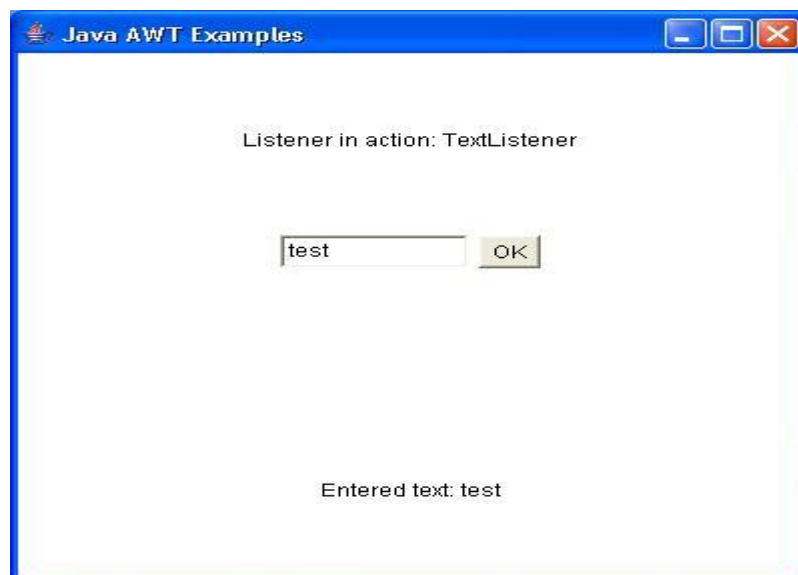 Java AWT Examples
Listener in action: TextListener
test OK
Entered text: test